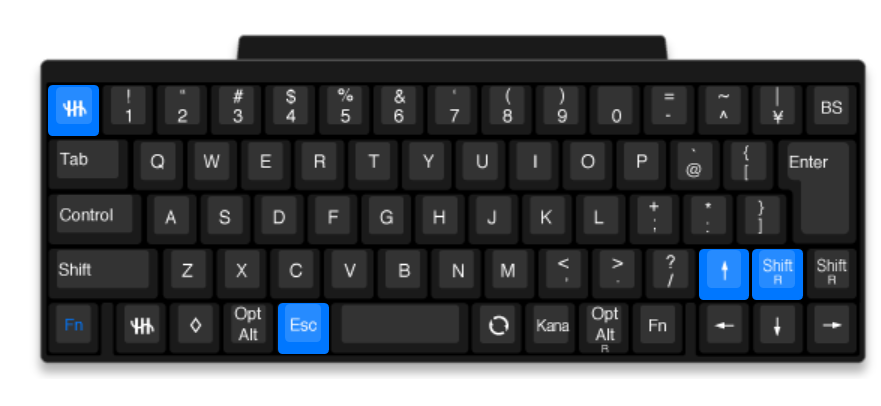 ! " # $ % & ' ( ) = ~ |
1 2 3 4 5 6 7 8 9 0 - ^ ¥ BS
Tab Q W E R T Y U I O P ` @ { [ Enter
Control A S D F G H J K L + ; * : } ]
Shift Z X C V B N M < , > . ? / ↑ Shift R Shift R
Fn ◇ Opt Alt Esc Kana Opt Alt R Fn ← ↓ →